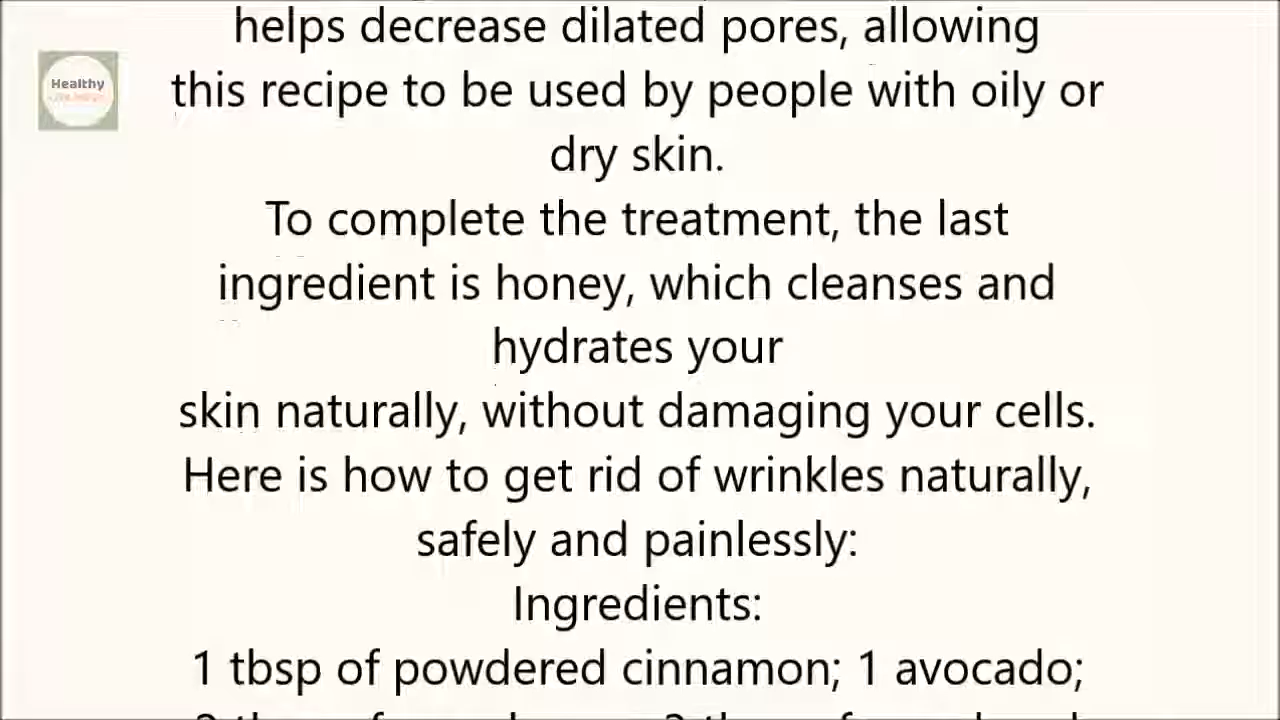 helps decrease dilated pores, allowing
Healthy
this recipe to be used by people with oily or
dry skin.
To complete the treatment, the last
ingredient is honey, which cleanses and
hydrates your
skin naturally, without damaging your cells.
Here is how to get rid of wrinkles naturally,
safely and painlessly:
Ingredients:
1 tbsp of powdered cinnamon; 1 avocado;